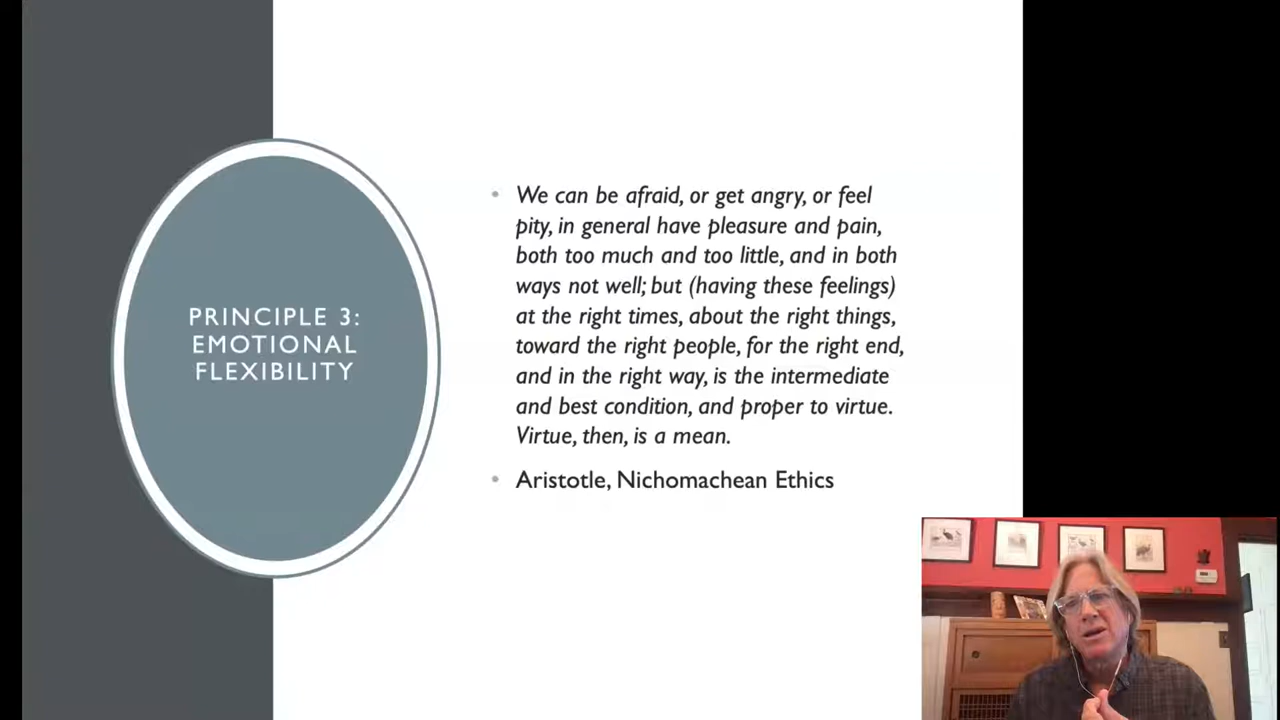 PRINCIPLE 3:
EMOTIONAL
FLEXIBILITY
• We can be afraid, or get angry, or feel
pity, in general have pleasure and pain,
both too much and too little, and in both
ways not well; but (having these feelings)
at the right times, about the right things,
toward the right people, for the right end,
and in the right way, is the intermediate
and best condition, and proper to virtue.
Virtue, then, is a mean.
• Aristotle, Nichomachean Ethics